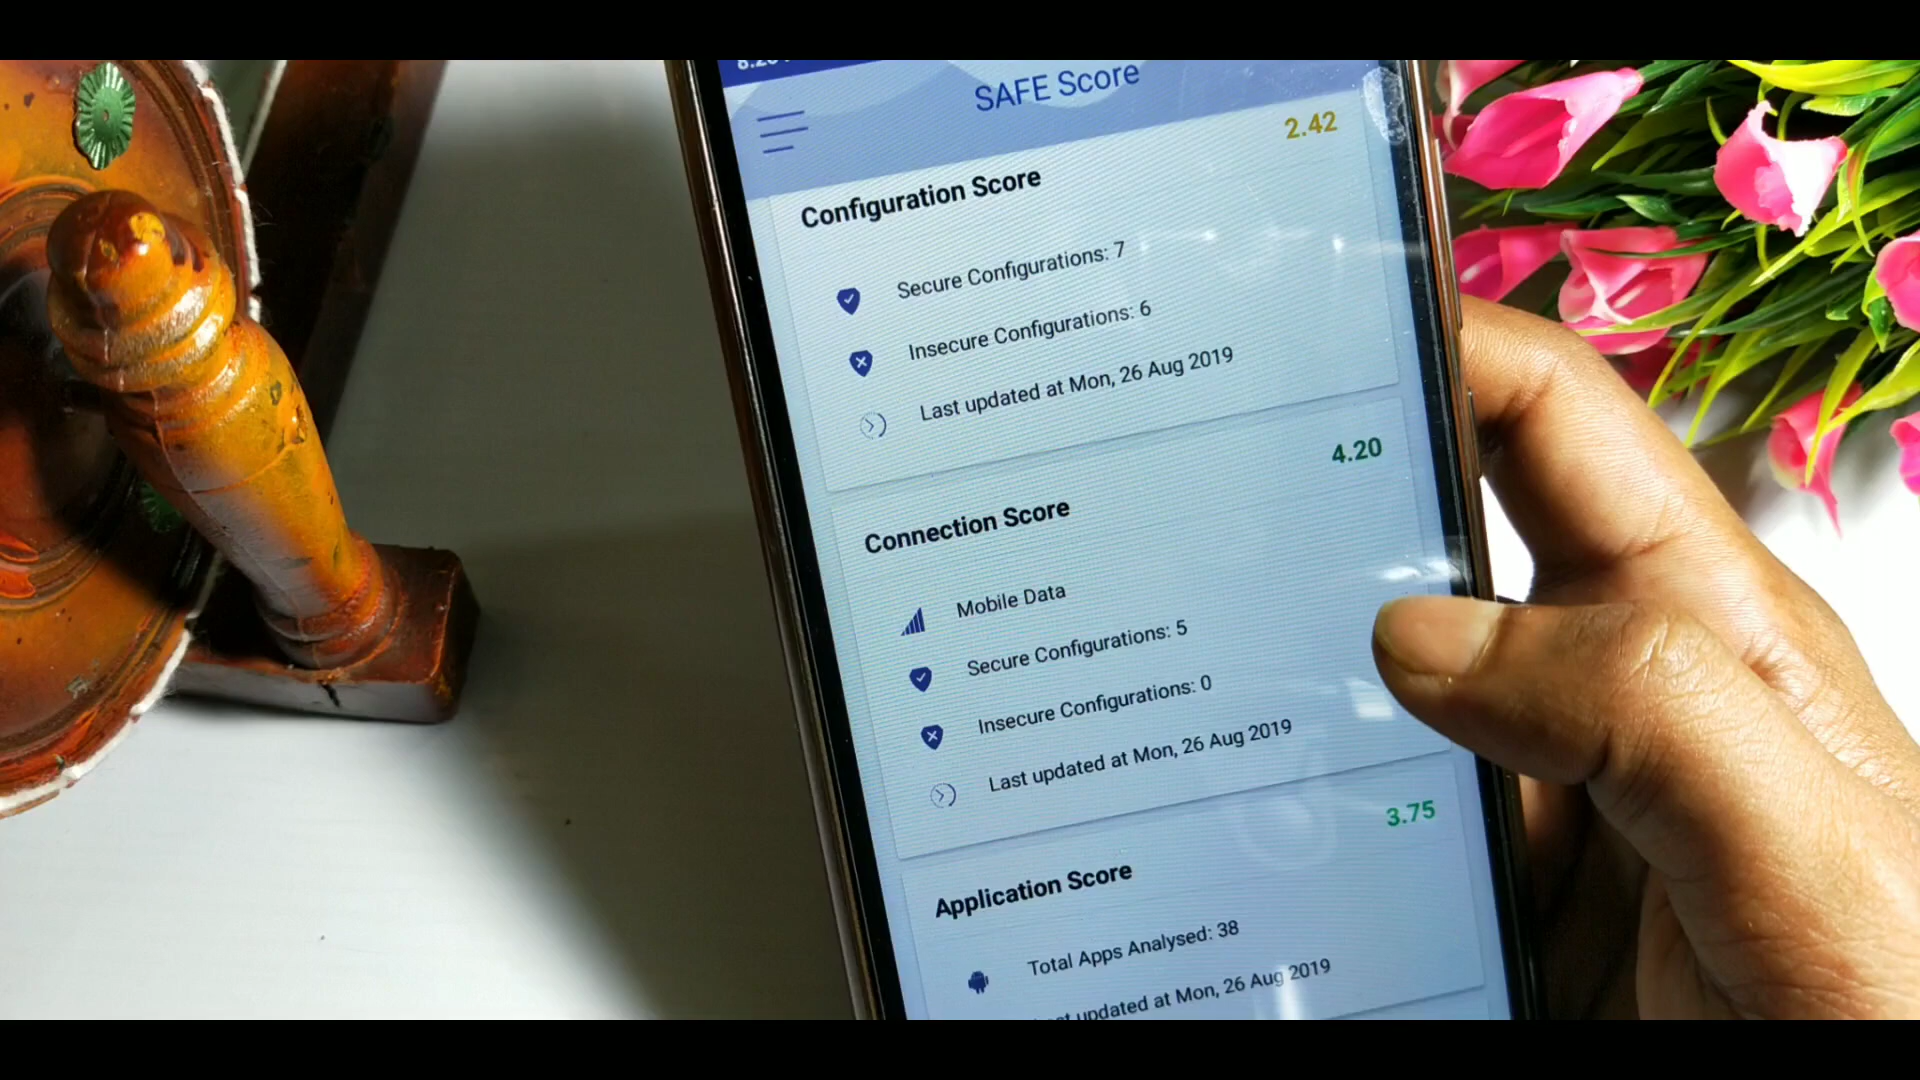 SAFE Score
2.42
Configuration Score
Secure Configurations: 7
Insecure Configurations: 6
Last updated at Mon, 26 Aug 2019
4.20
Connection Score
Mobile Data
Secure Configurations: 5
Insecure Configurations: 0
Last updated at Mon, 26 Aug 2019
3.75
Application Score
Total Apps Analysed: 38
updated at Mon, 26 Aug 2019